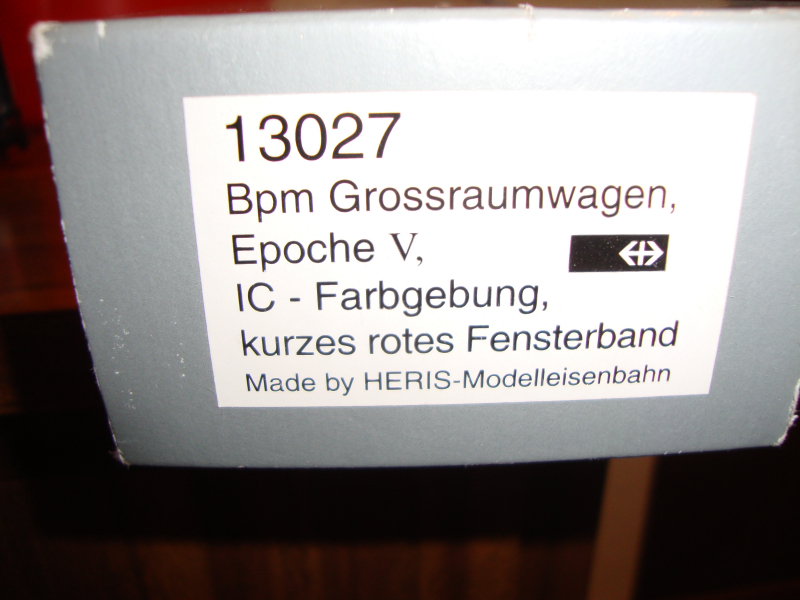 13027
Bpm Grossraumwagen,
Epoche V,
IC - Farbgebung,
kurzes rotes Fensterband
Made by HERIS-Modelleisenbahn